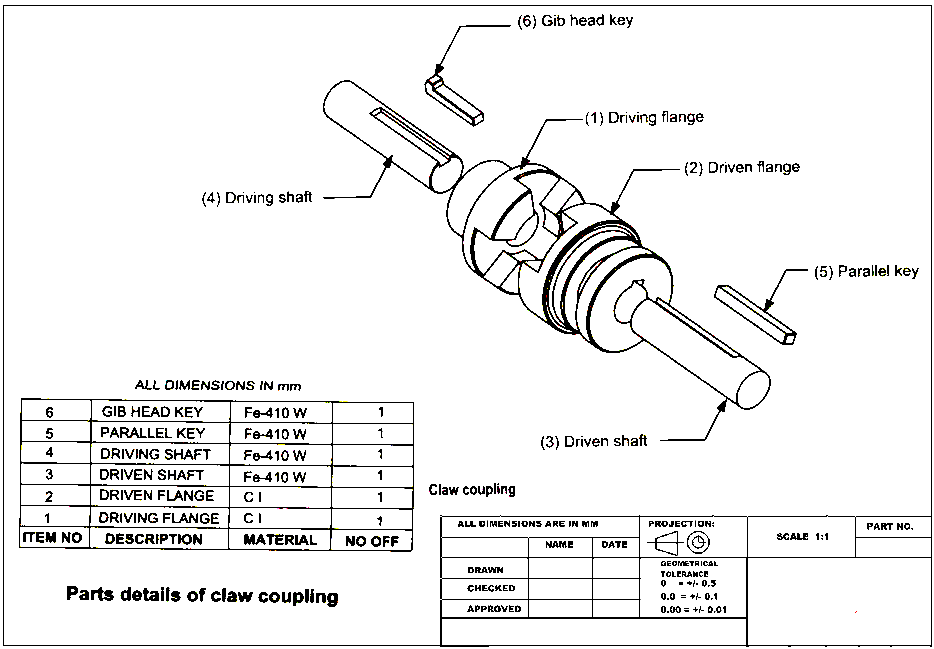 (6) Gib head key
(1) Driving flange
(2) Driven flange
(4) Driving shaft
(5) Parallel key
(3) Driven shaft
ALL DIMENSIONS IN mm
6 GIB HEAD KEY Fe-410 W 1
5 PARALLEL KEY Fe-410 W 1
4 DRIVING SHAFT Fe-410 W 1
3 DRIVEN SHAFT Fe-410 W 1
2 DRIVEN FLANGE C I 1
1 DRIVING FLANGE C I 1
ITEM NO DESCRIPTION MATERIAL NO OFF
Parts details of claw coupling
Claw coupling
ALL DIMENSIONS ARE IN MM
NAME DATE
DRAWN
CHECKED
APPROVED
PROJECTION:
GEOMETRICAL
TOLERANCE
0 = +/- 0.5
0.0 = +/- 0.1
0.00 = +/- 0.01
SCALE 1:1
PART NO.